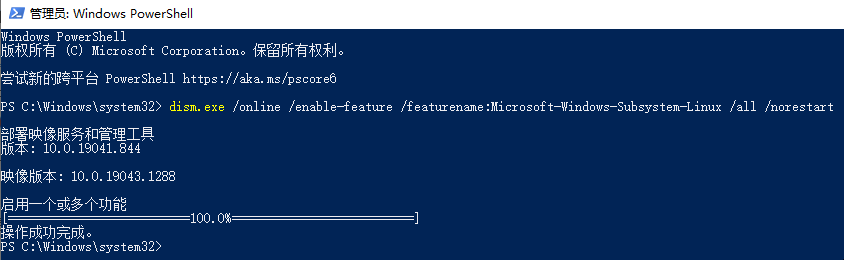 管理员: Windows PowerShell
Windows PowerShell
版权所有 (C) Microsoft Corporation。保留所有权利。
尝试新的跨平台 PowerShell https://aka.ms/pscore6
PS C:\Windows\system32> dism.exe /online /enable-feature /featurename:Microsoft-Windows-Subsystem-Linux /all /norestart
部署映像服务和管理工具
版本: 10.0.19041.844
映像版本: 10.0.19043.1288
启用一个或多个功能
[==========================100.0%==========================]
操作成功完成。
PS C:\Windows\system32>